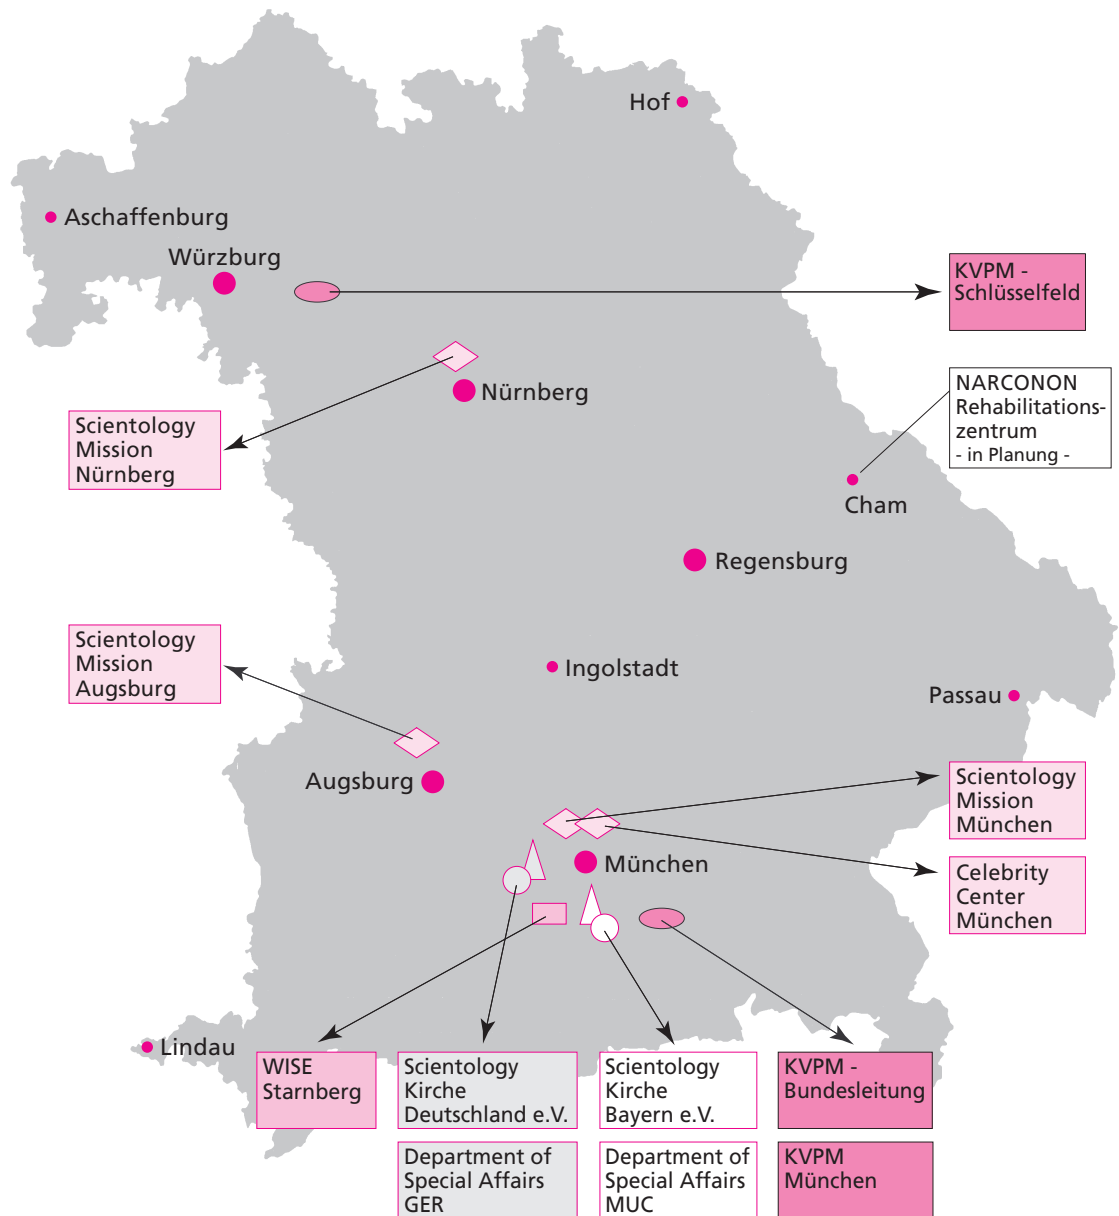 Hof
Aschaffenburg
Würzburg
KVPM -
Schlüsselfeld
Nürnberg
NARCONON
Rehabilitations-
zentrum
- in Planung -
Scientology
Mission
Nürnberg
Cham
Regensburg
Scientology
Mission
Augsburg
Ingolstadt
Passau
Augsburg
Scientology
Mission
München
München
Celebrity
Center
München
Lindau
WISE
Starnberg
Scientology
Kirche
Deutschland e.V.
Scientology
Kirche
Bayern e.V.
KVPM -
Bundesleitung
Department of
Special Affairs
GER
Department of
Special Affairs
MUC
KVPM
München